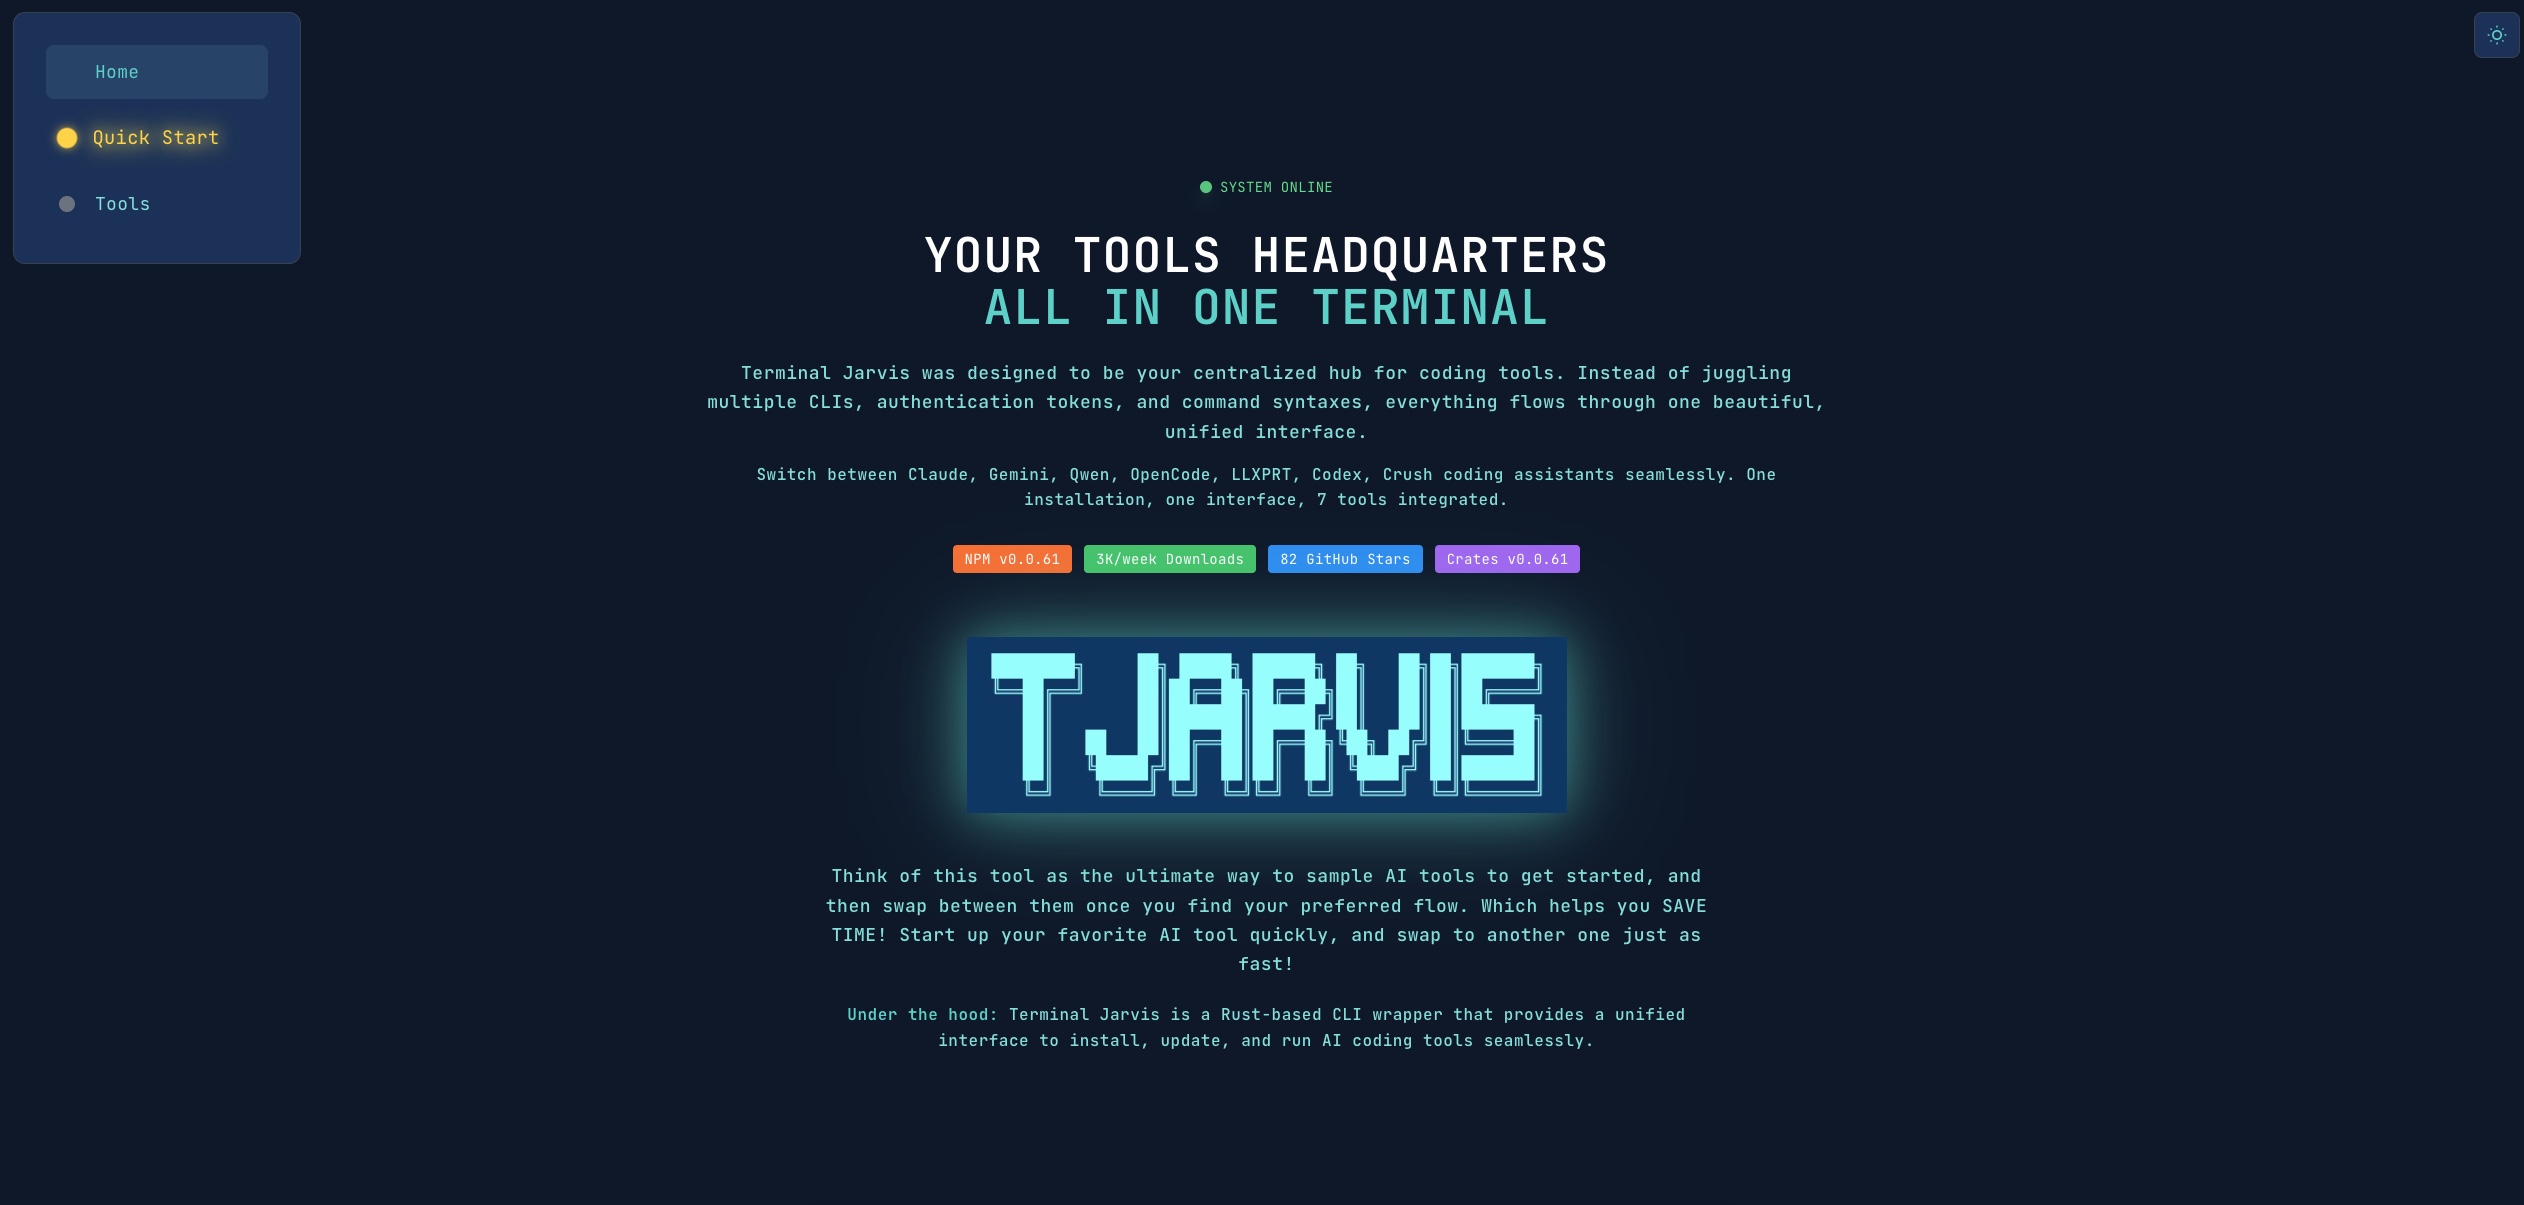 Home
Quick Start
Tools
SYSTEM ONLINE
YOUR TOOLS HEADQUARTERS
ALL IN ONE TERMINAL
Terminal Jarvis was designed to be your centralized hub for coding tools. Instead of juggling
multiple CLIs, authentication tokens, and command syntaxes, everything flows through one beautiful,
unified interface.
Switch between Claude, Gemini, Qwen, OpenCode, LLXPRT, Codex, Crush coding assistants seamlessly. One
installation, one interface, 7 tools integrated.
NPM v0.0.61 3K/week Downloads 82 GitHub Stars Crates v0.0.61
TJARVIS
Think of this tool as the ultimate way to sample AI tools to get started, and
then swap between them once you find your preferred flow. Which helps you SAVE
TIME! Start up your favorite AI tool quickly, and swap to another one just as
fast!
Under the hood: Terminal Jarvis is a Rust-based CLI wrapper that provides a unified
interface to install, update, and run AI coding tools seamlessly.